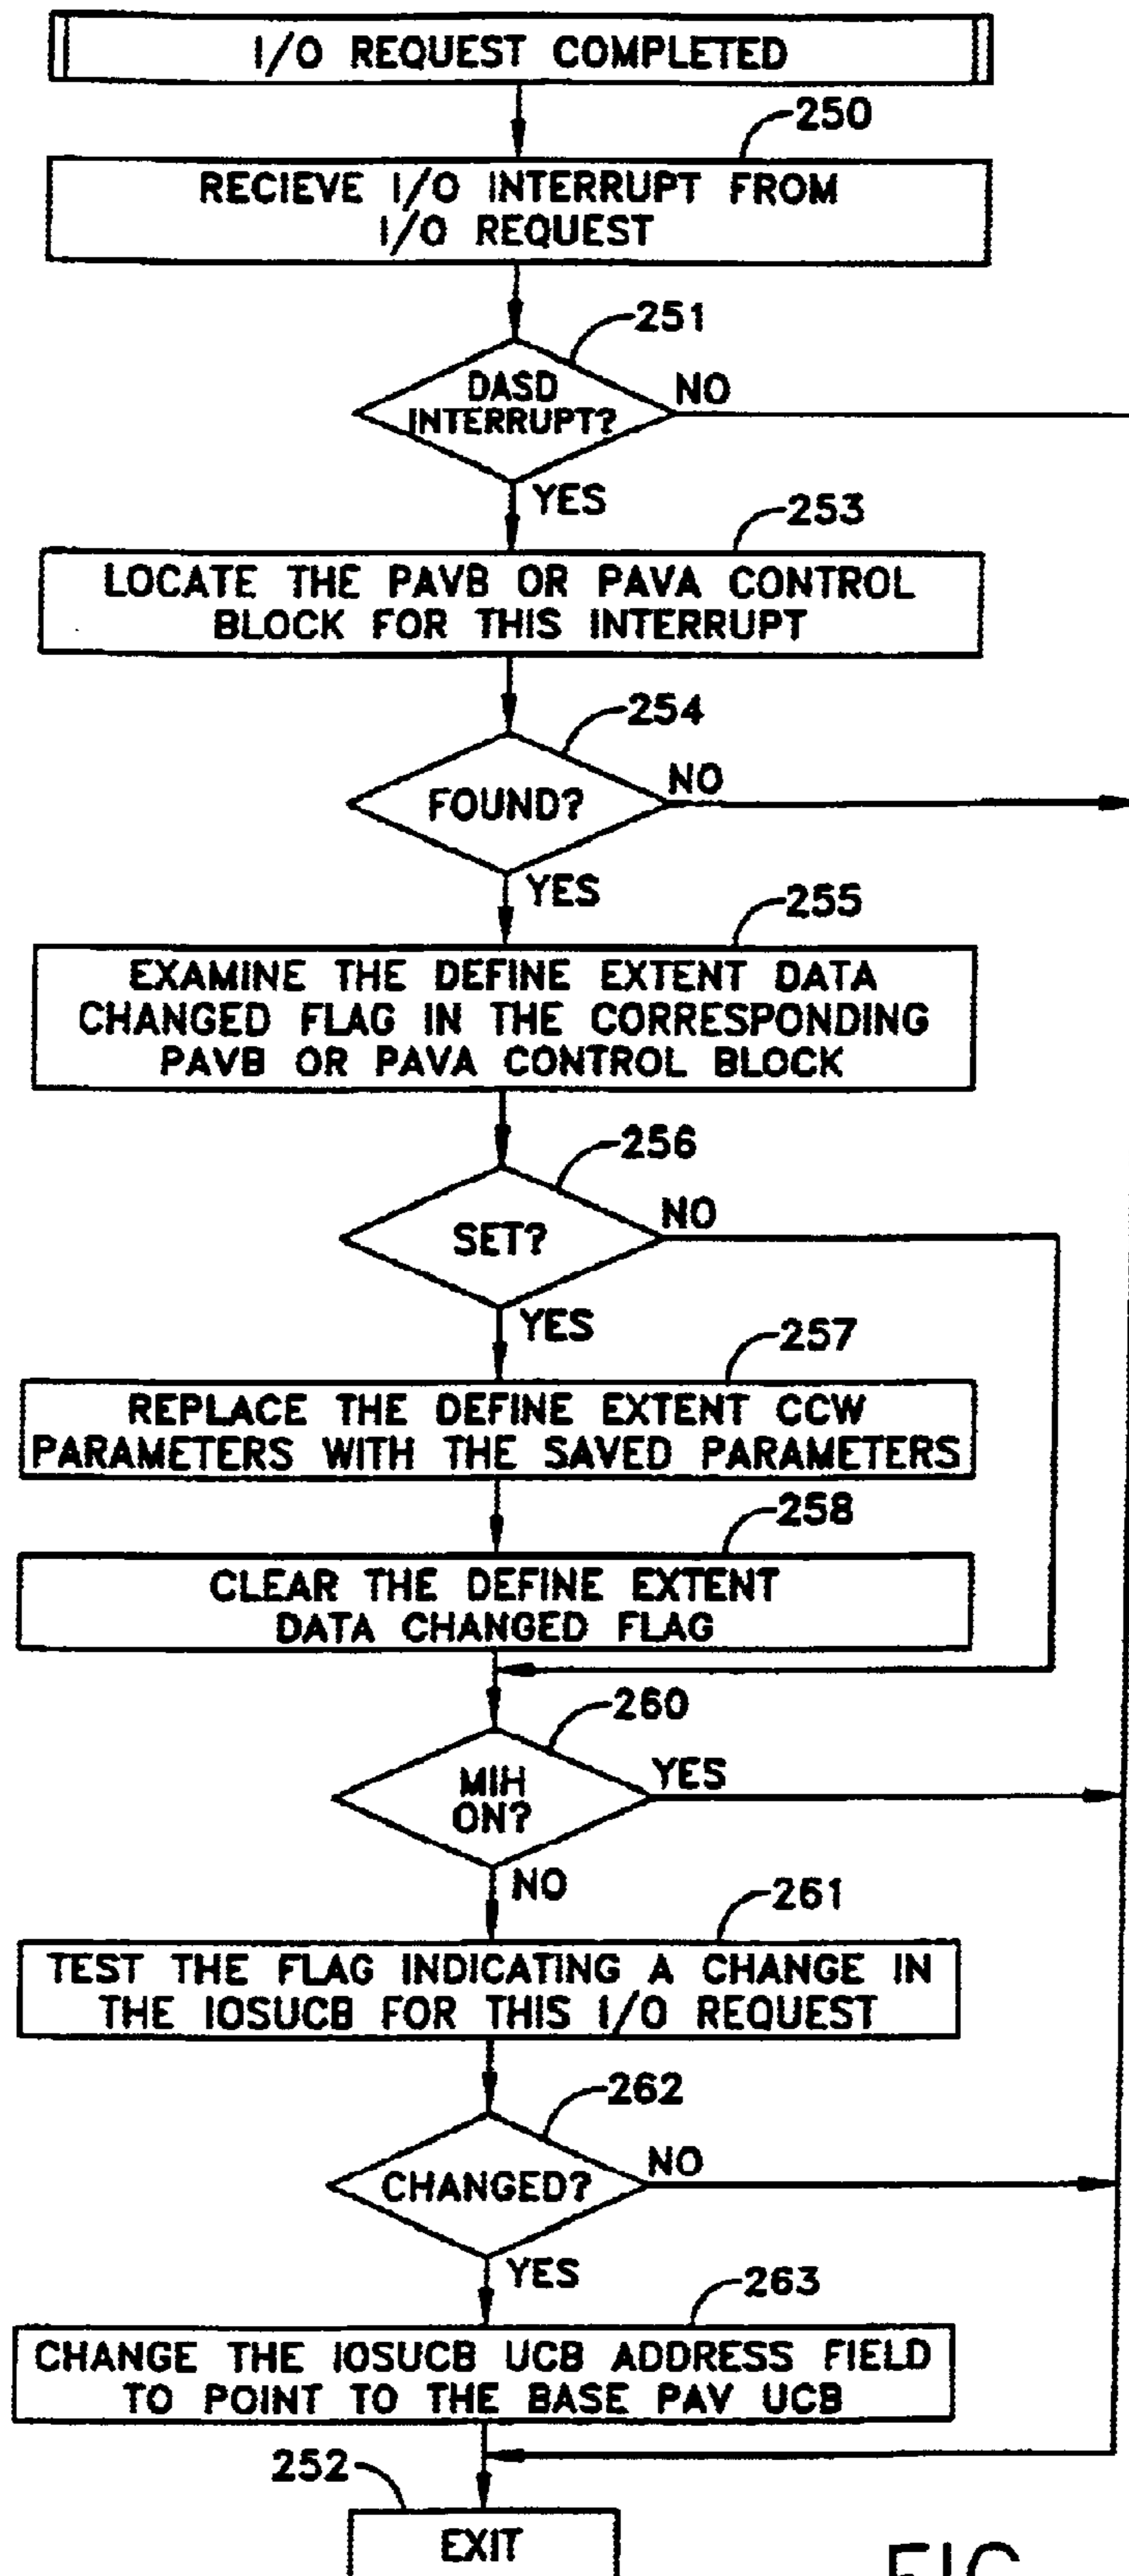 I/O REQUEST COMPLETED
250
RECIEVE I/O INTERRUPT FROM
I/O REQUEST
251
DASD
INTERRUPT?
NO
YES
253
LOCATE THE PAVB OR PAVA CONTROL
BLOCK FOR THIS INTERRUPT
254
FOUND?
NO
YES
255
EXAMINE THE DEFINE EXTENT DATA
CHANGED FLAG IN THE CORRESPONDING
PAVB OR PAVA CONTROL BLOCK
256
SET?
NO
YES
257
REPLACE THE DEFINE EXTENT CCW
PARAMETERS WITH THE SAVED PARAMETERS
258
CLEAR THE DEFINE EXTENT
DATA CHANGED FLAG
260
MIH
ON?
YES
NO
261
TEST THE FLAG INDICATING A CHANGE IN
THE IOSUCB FOR THIS I/O REQUEST
262
CHANGED?
NO
YES
263
CHANGE THE IOSUCB UCB ADDRESS FIELD
TO POINT TO THE BASE PAV UCB
252
EXIT
FIG